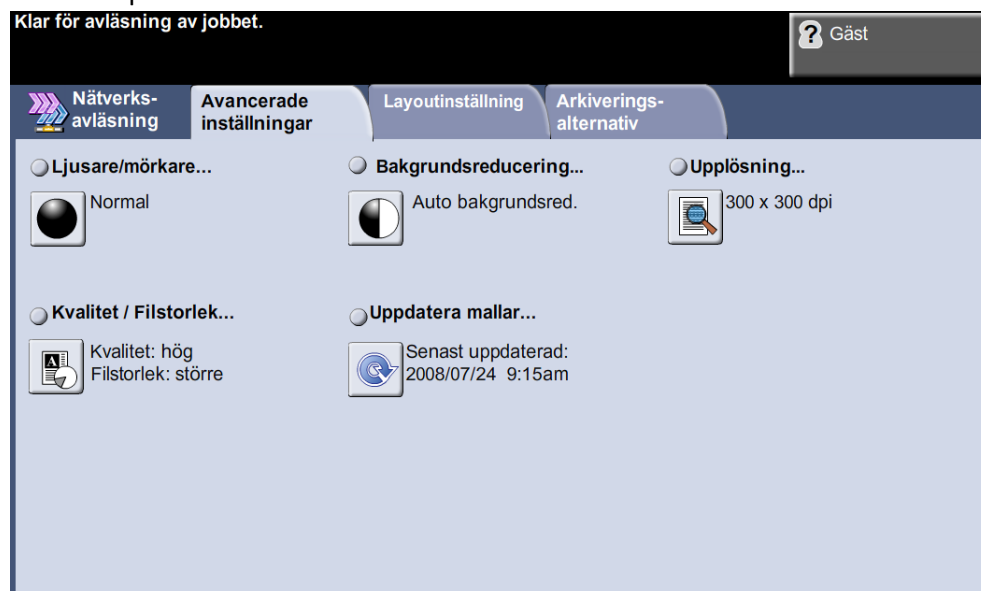 Klar för avläsning av jobbet.
? Gäst
Nätverks-
avläsning
Avancerade
inställningar
Layoutinställning
Arkiverings-
alternativ
Ljusare/mörkare...
Normal
Bakgrundsreducering...
Auto bakgrundsred.
Upplösning...
300 x 300 dpi
Kvalitet / Filstorlek...
A
Kvalitet: hög
Filstorlek: större
Uppdatera mallar...
Senast uppdaterad:
2008/07/24 9:15am